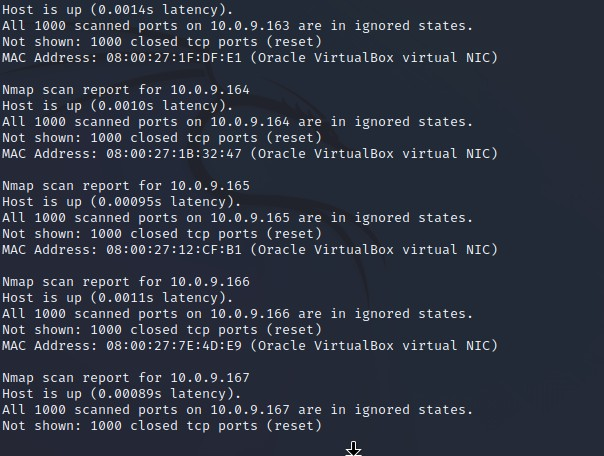 Host is up (0.0014s latency).
All 1000 scanned ports on 10.0.9.163 are in ignored states.
Not shown: 1000 closed tcp ports (reset)
MAC Address: 08:00:27:1F:DF:E1 (Oracle VirtualBox virtual NIC)
Nmap scan report for 10.0.9.164
Host is up (0.0010s latency).
All 1000 scanned ports on 10.0.9.164 are in ignored states.
Not shown: 1000 closed tcp ports (reset)
MAC Address: 08:00:27:1B:32:47 (Oracle VirtualBox virtual NIC)
Nmap scan report for 10.0.9.165
Host is up (0.00095s latency).
All 1000 scanned ports on 10.0.9.165 are in ignored states.
Not shown: 1000 closed tcp ports (reset)
MAC Address: 08:00:27:12:CF:B1 (Oracle VirtualBox virtual NIC)
Nmap scan report for 10.0.9.166
Host is up (0.0011s latency).
All 1000 scanned ports on 10.0.9.166 are in ignored states.
Not shown: 1000 closed tcp ports (reset)
MAC Address: 08:00:27:7E:4D:E9 (Oracle VirtualBox virtual NIC)
Nmap scan report for 10.0.9.167
Host is up (0.00089s latency).
All 1000 scanned ports on 10.0.9.167 are in ignored states.
Not shown: 1000 closed tcp ports (reset)